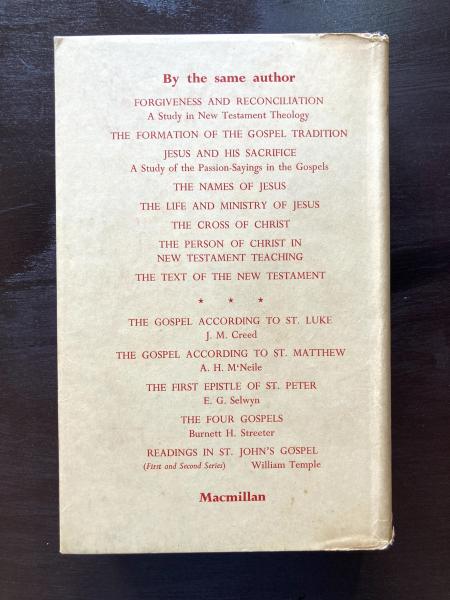 By the same author
FORGIVENESS AND RECONCILIATION
A Study in New Testament Theology
THE FORMATION OF THE GOSPEL TRADITION
JESUS AND HIS SACRIFICE
A Study of the Passion-Sayings in the Gospels
THE NAMES OF JESUS
THE LIFE AND MINISTRY OF JESUS
THE CROSS OF CHRIST
THE PERSON OF CHRIST IN
NEW TESTAMENT TEACHING
THE TEXT OF THE NEW TESTAMENT
* * *
THE GOSPEL ACCORDING TO ST. LUKE
J. M. Creed
THE GOSPEL ACCORDING TO ST. MATTHEW
A. H. M‘Neile
THE FIRST EPISTLE OF ST. PETER
E. G. Selwyn
THE FOUR GOSPELS
Burnett H. Streeter
READINGS IN ST. JOHN'S GOSPEL
(First and Second Series) William Temple
Macmillan